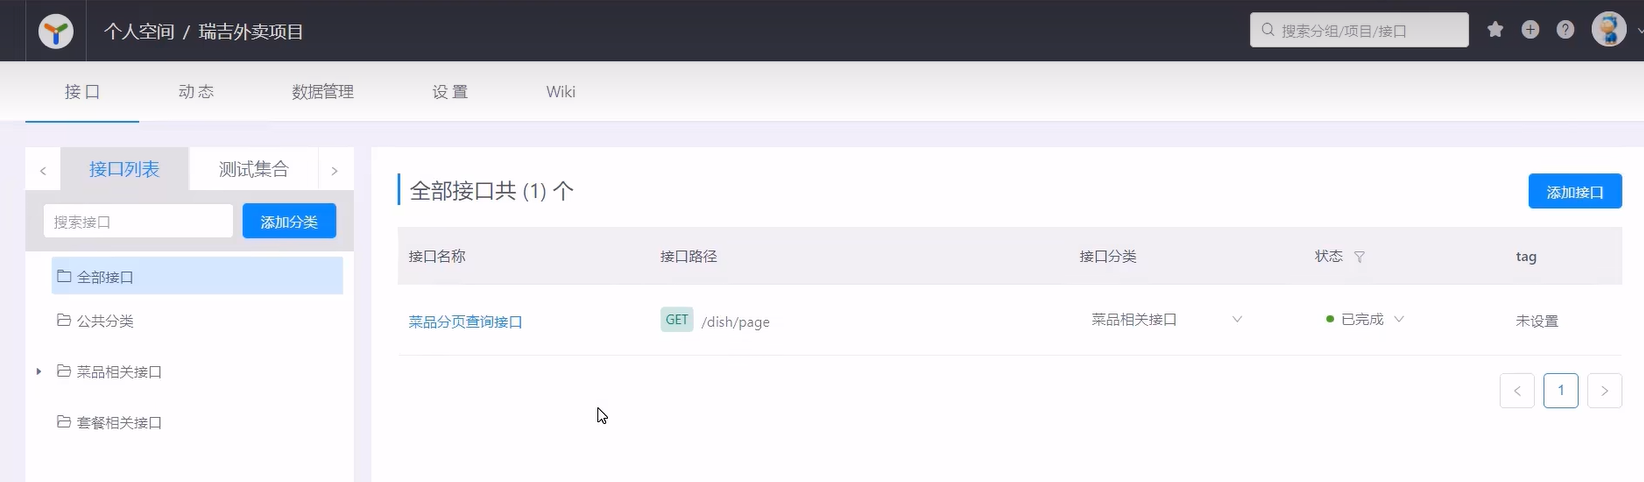 个人空间 / 瑞吉外卖项目
搜索分组/项目/接口
接口 动态 数据管理 设置 Wiki
接口列表 测试集合
搜索接口 添加分类
全部接口
公共分类
菜品相关接口
套餐相关接口
全部接口共 (1) 个
添加接口
接口名称 接口路径 接口分类 状态 tag
菜品分页查询接口 GET /dish/page 菜品相关接口 已完成 未设置
1